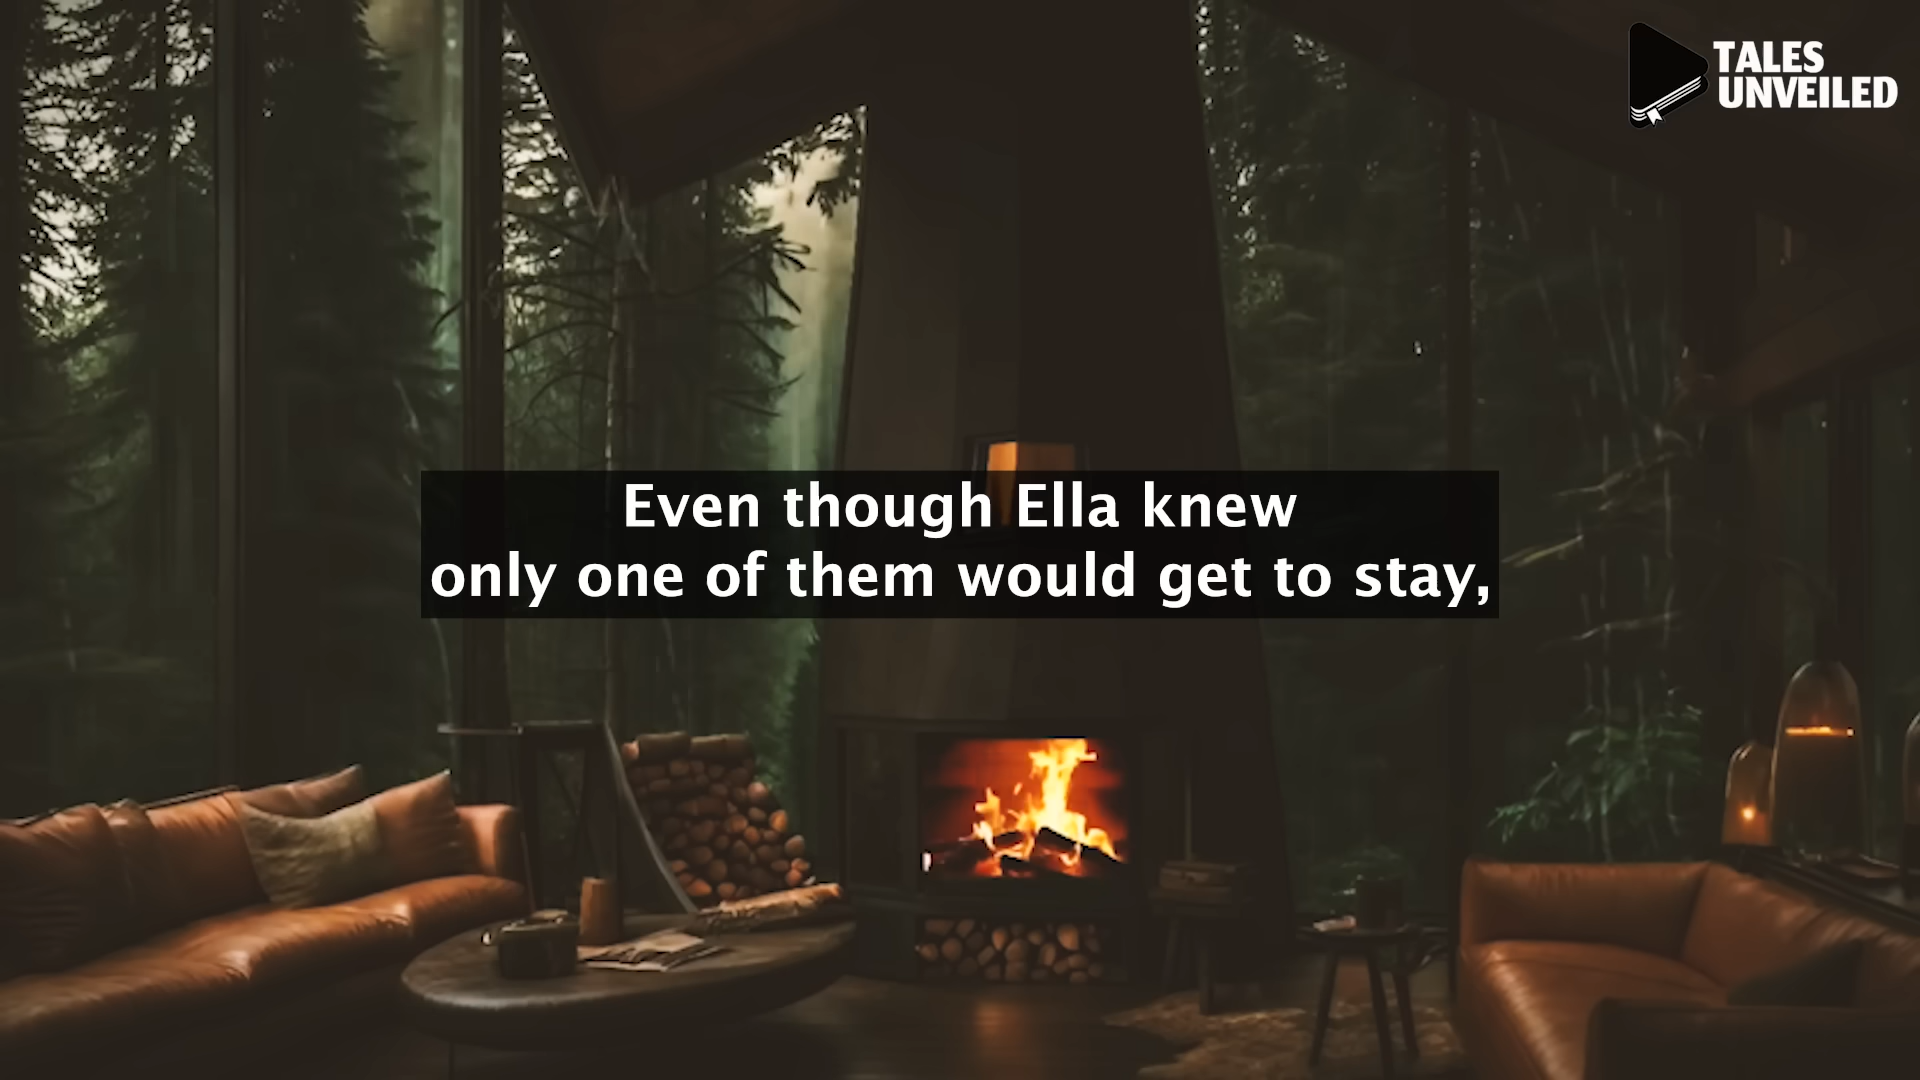 TALES
UNVEILED
Even though Ella knew
only one of them would get to stay,